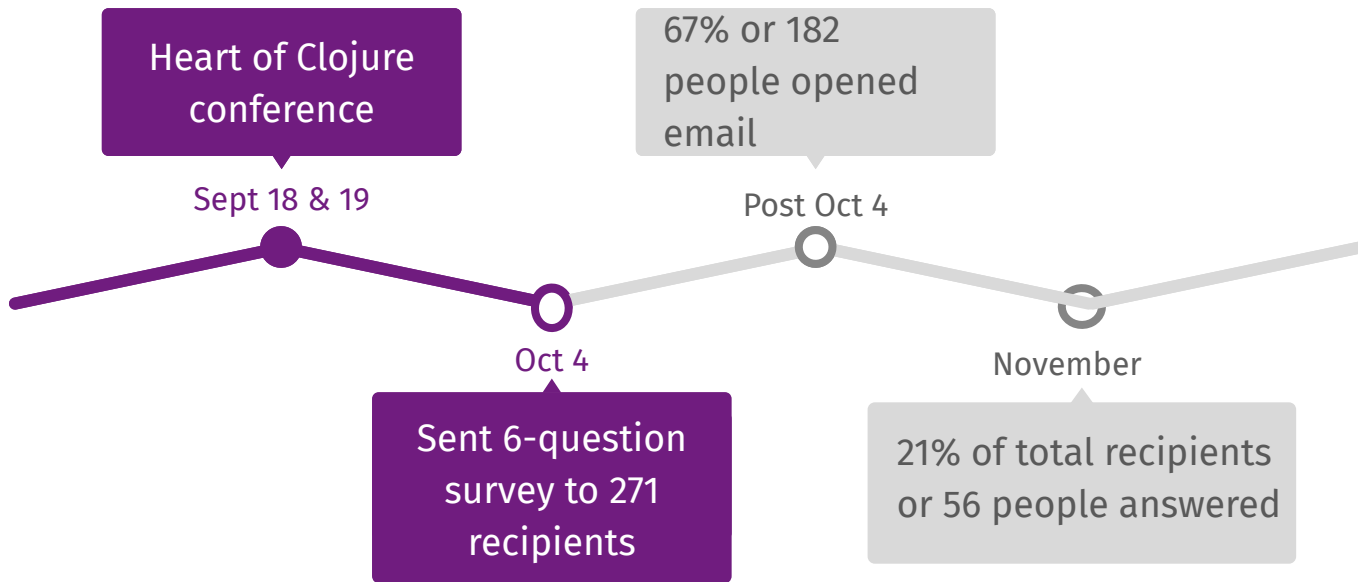 Heart of Clojure
conference
Sept 18 & 19
Oct 4
Sent 6-question
survey to 271
recipients
67% or 182
people opened
email
Post Oct 4
November
21% of total recipients
or 56 people answered